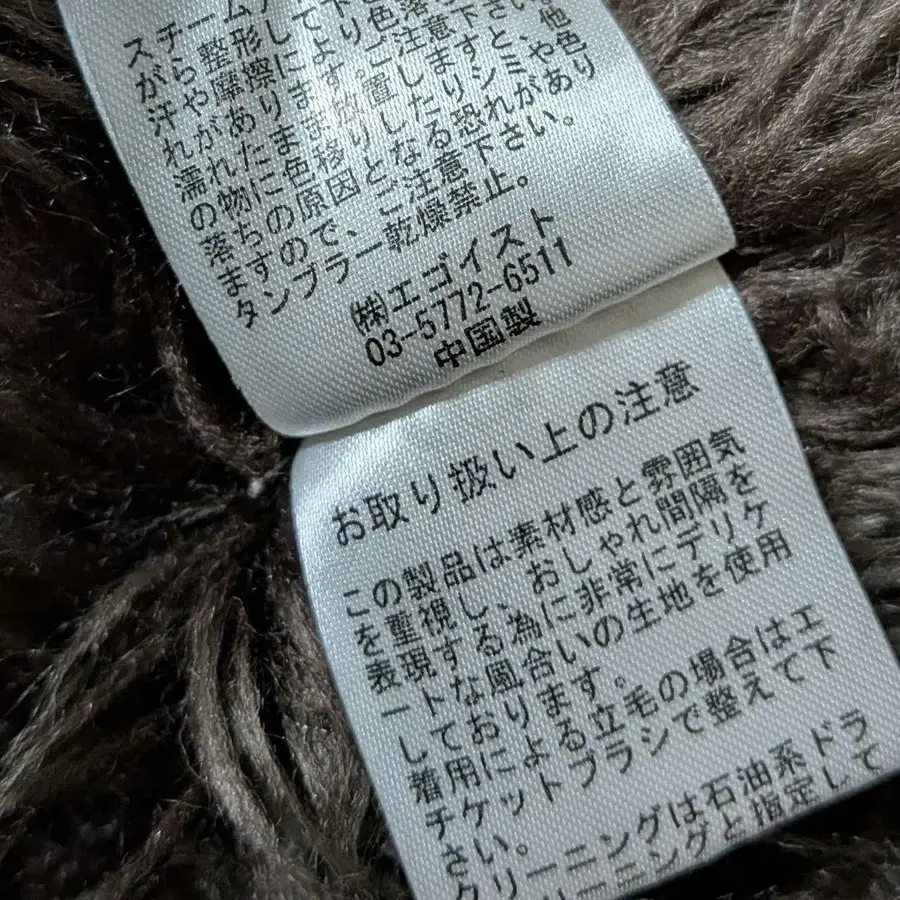 スチームア
がら整形して下
汗や摩擦により色落
れがあります。ご注意下さい。
濡れたまま放置しますと、他
の物に色移りしたりシミや色
落ちの原因となる恐れがあり
ますので、ご注意下さい。
タンブラー乾燥禁止。
㈱エゴイスト
03-5772-6511
中国製
お取り扱い上の注意
この製品は素材感と雰囲気
を重視し、おしゃれ間隔を
表現する為に非常にデリケ
ートな風合いの生地を使用
しております。
着用による立毛の場合はエ
チケットブラシで整えて下
さい。
クリーニングは石油系ドラ
リーニングと指定して